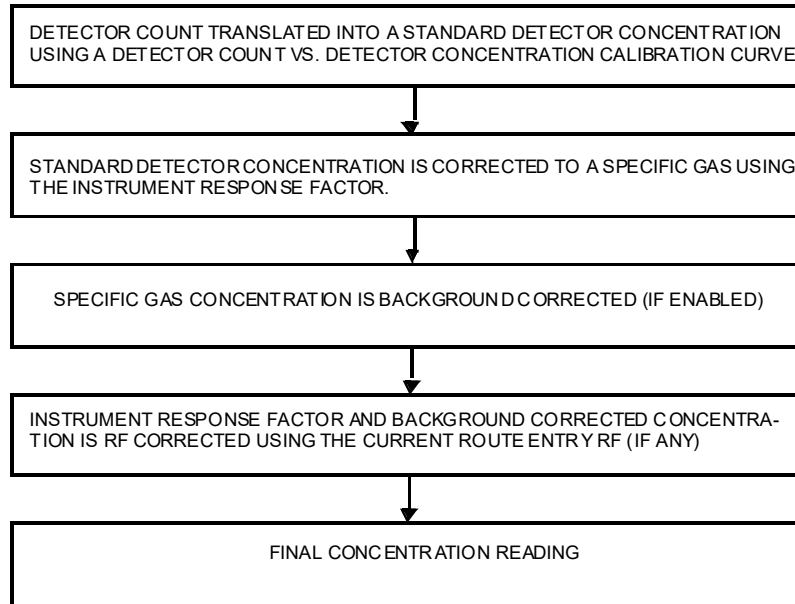 DETECTOR COUNT TRANSLATED INTO A STANDARD DETECTOR CONCENTRATION
USING A DETECTOR COUNT VS. DETECTOR CONCENTRATION CALIBRATION CURVE
STANDARD DETECTOR CONCENTRATION IS CORRECTED TO A SPECIFIC GAS USING
THE INSTRUMENT RESPONSE FACTOR.
SPECIFIC GAS CONCENTRATION IS BACKGROUND CORRECTED (IF ENABLED)
INSTRUMENT RESPONSE FACTOR AND BACKGROUND CORRECTED CONCENTRA-
TION IS RF CORRECTED USING THE CURRENT ROUTE ENTRY RF (IF ANY)
FINAL CONCENTRATION READING